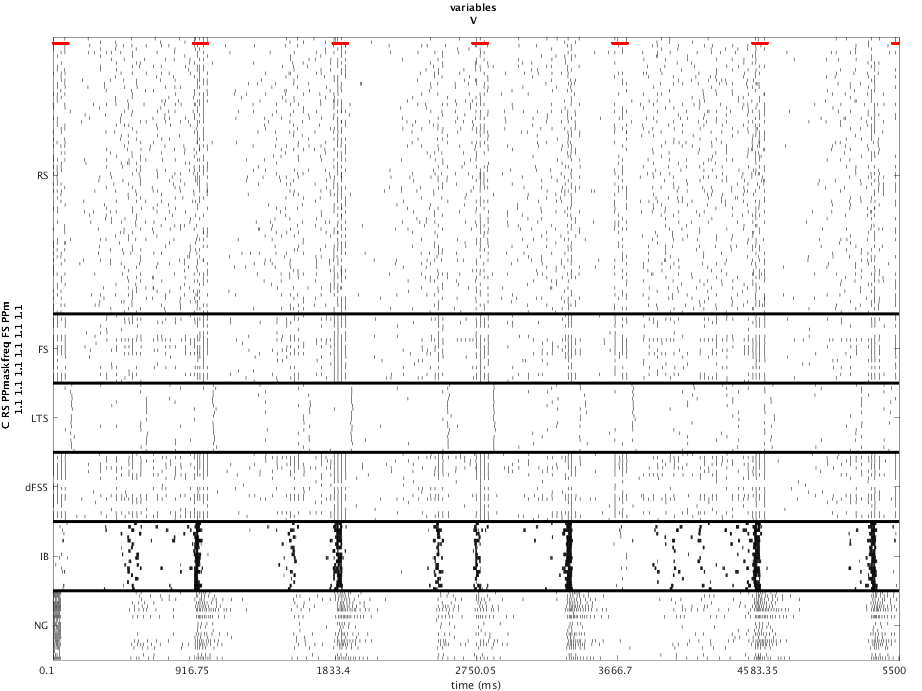 variables
V
C RS PPmaskfreq FS PPm
1.1 1.1 1.1 1.1 1.1
RS
FS
LTS
dFS5
IB
NG
0.1 916.75 1833.4 2750.05 3666.7 4583.35 5500
time (ms)